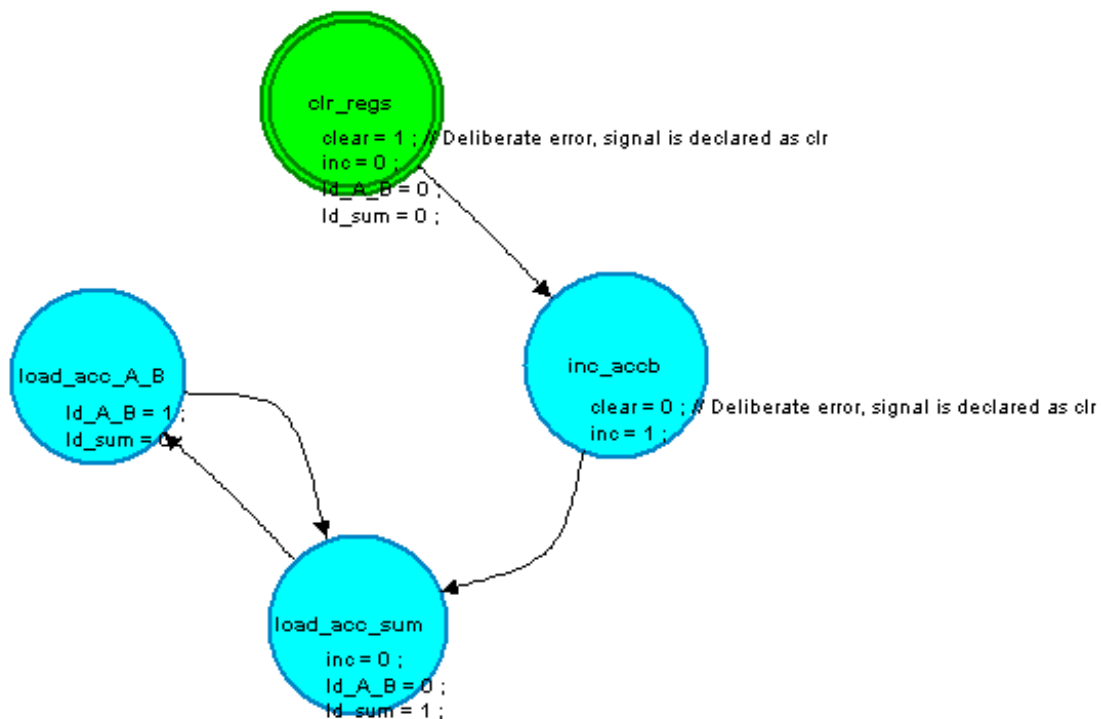 clr_regs
clear = 1 ; // Deliberate error, signal is declared as clr
inc = 0 ;
ld_A_B = 0 ;
ld_sum = 0 ;
inc_accb
clear = 0 ; // Deliberate error, signal is declared as clr
inc = 1 ;
load_acc_A_B
ld_A_B = 1 ;
ld_sum = 0 ;
load_acc_sum
inc = 0 ;
ld_A_B = 0 ;
ld_sum = 1 ;